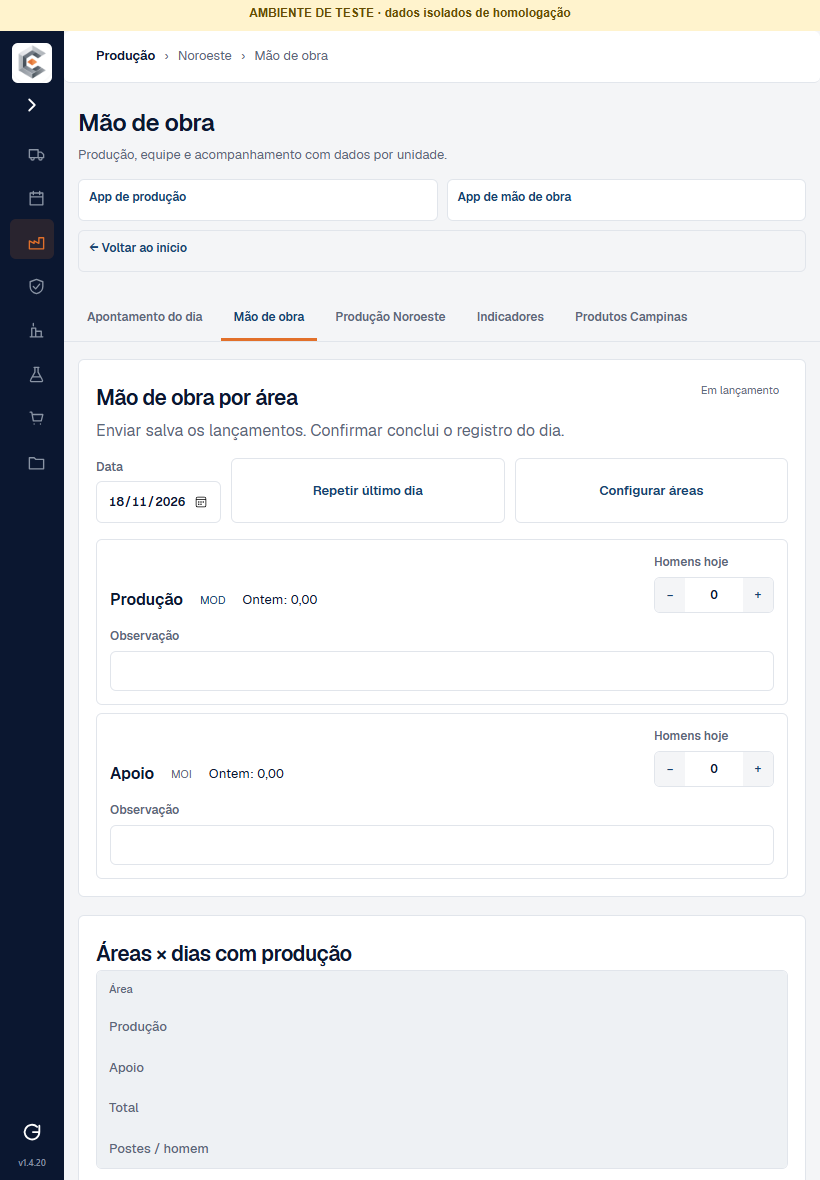 AMBIENTE DE TESTE · dados isolados de homologação
Produção › Noroeste › Mão de obra
Mão de obra
Produção, equipe e acompanhamento com dados por unidade.
App de produção
App de mão de obra
← Voltar ao início
Apontamento do dia
Mão de obra
Produção Noroeste
Indicadores
Produtos Campinas
Mão de obra por área
Em lançamento
Enviar salva os lançamentos. Confirmar conclui o registro do dia.
Data
18/11/2026
Repetir último dia
Configurar áreas
Homens hoje
Produção MOD Ontem: 0,00
− 0 +
Observação
Homens hoje
Apoio MOI Ontem: 0,00
− 0 +
Observação
Áreas × dias com produção
Área
Produção
Apoio
Total
Postes / homem
v1.4.20